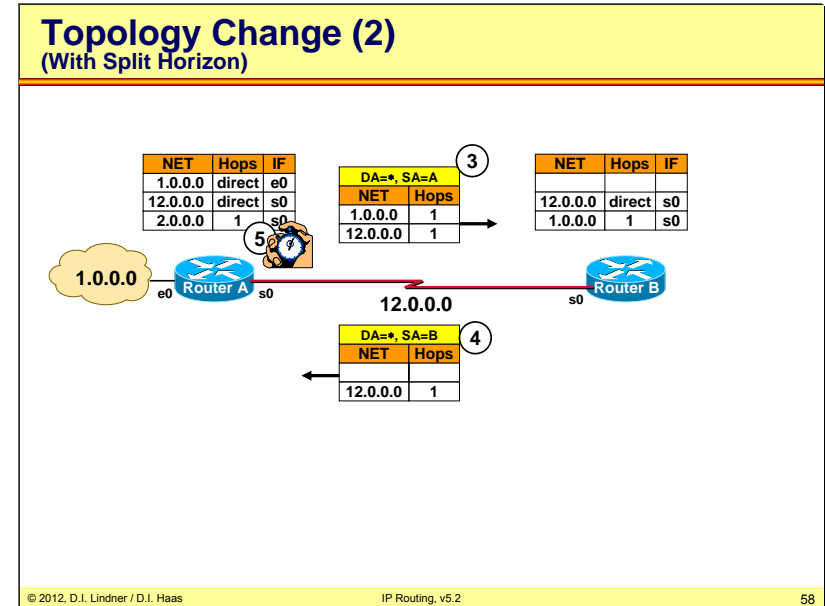 Topology Change (2)
(With Split Horizon)
NET Hops IF
1.0.0.0 direct e0
12.0.0.0 direct s0
2.0.0.0 1 s0
5
DA=*, SA=A
3
NET Hops
1.0.0.0 1
12.0.0.0 1
NET Hops IF
12.0.0.0 direct s0
1.0.0.0 1 s0
1.0.0.0
e0
Router A
s0
12.0.0.0
s0
Router B
DA=*, SA=B
4
NET Hops
12.0.0.0 1
© 2012, D.I. Lindner / D.I. Haas
IP Routing, v5.2
58